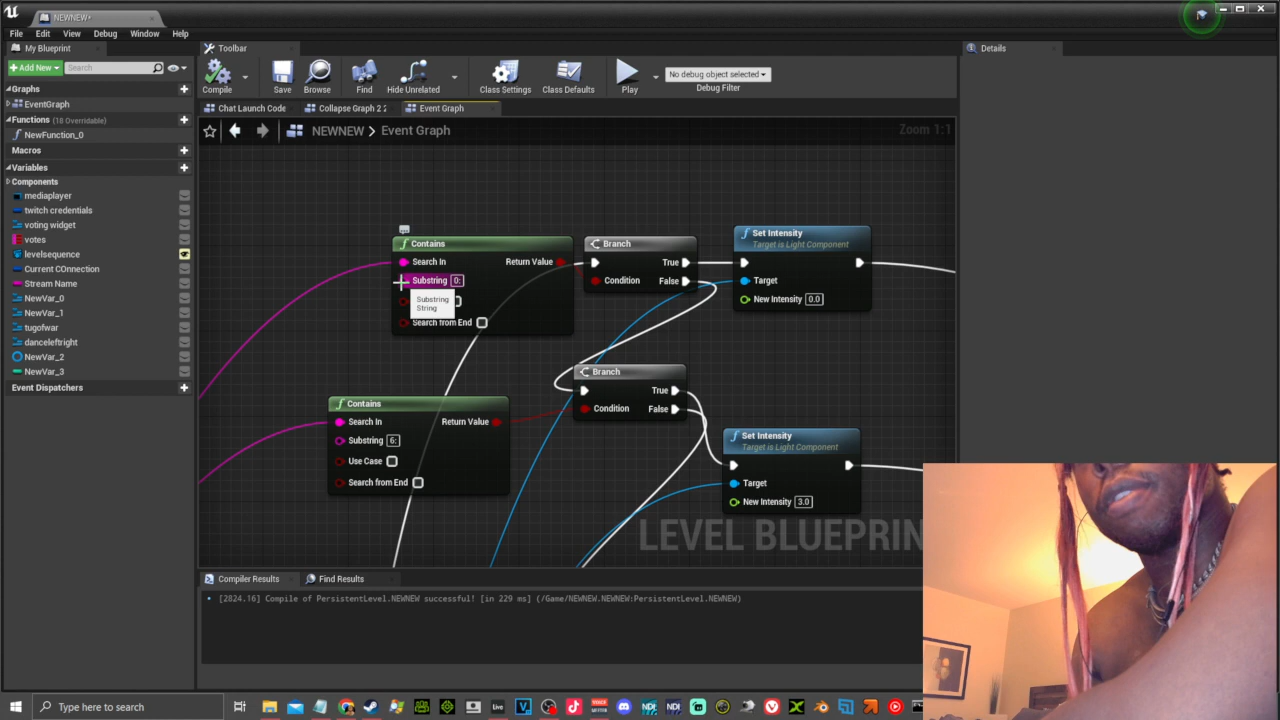 NEWNEW*
File Edit View Debug Window Help
My Blueprint
Toolbar
Details
Add New
Search
Compile
Save
Browse
Find
Hide Unrelated
Class Settings
Class Defaults
Play
No debug object selected
Debug Filter
Graphs
EventGraph
Functions (18 Overridable)
NewFunction_0
Macros
Variables
Components
mediaplayer
twitch credentials
voting widget
votes
levelsequence
Current COnnection
Stream Name
NewVar_0
NewVar_1
tugofwar
danceleftright
NewVar_2
NewVar_3
Event Dispatchers
Chat Launch Code
Collapse Graph 2 2
Event Graph
NEWNEW > Event Graph
Zoom 1:1
Contains
Search In
Return Value
Substring 0:
Substring
String
Search from End
Branch
True
Condition
False
Set Intensity
Target is Light Component
Target
New Intensity 0.0
Contains
Search In
Return Value
Substring 6:
Use Case
Search from End
Branch
True
Condition
False
Set Intensity
Target is Light Component
Target
New Intensity 3.0
LEVEL BLUEPRIN
Compiler Results
Find Results
[2824.16] Compile of PersistentLevel.NEWNEW successful! [in 229 ms] (/Game/NEWNEW.NEWNEW:PersistentLevel.NEWNEW)
Type here to search